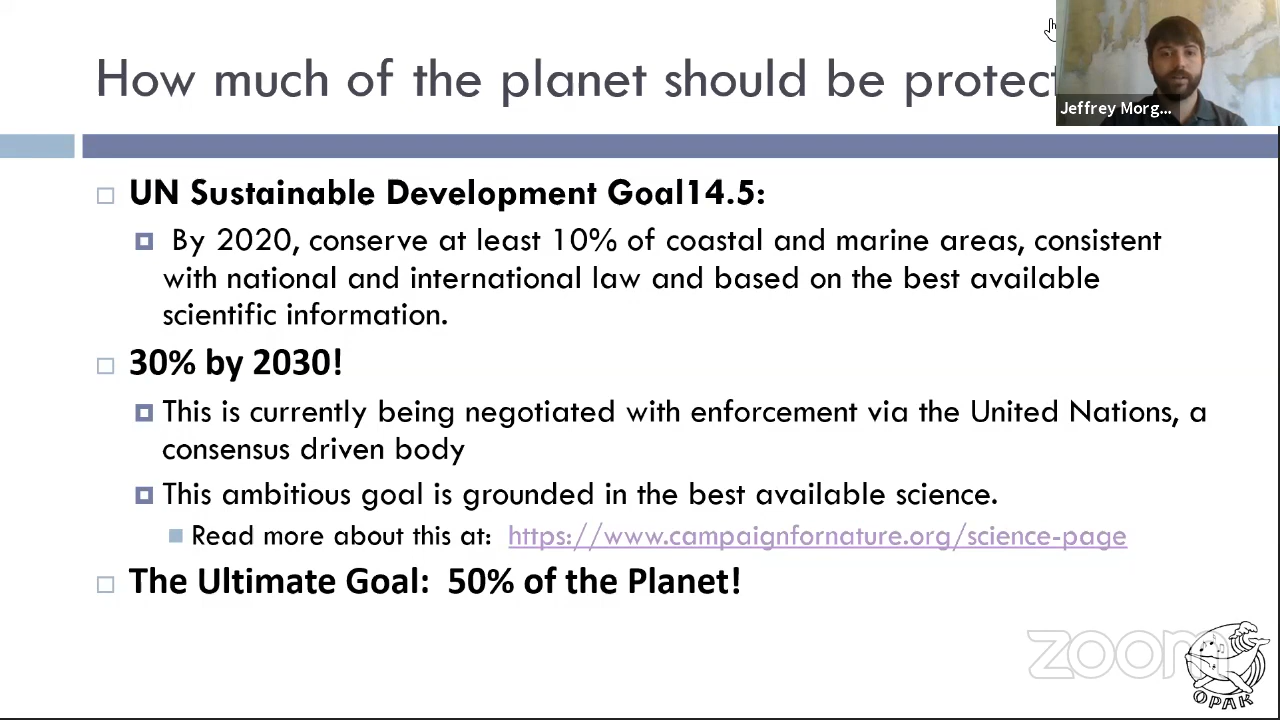 How much of the planet should be protect
Jeffrey Morg...
UN Sustainable Development Goal14.5:
By 2020, conserve at least 10% of coastal and marine areas, consistent
with national and international law and based on the best available
scientific information.
30% by 2030!
This is currently being negotiated with enforcement via the United Nations, a
consensus driven body
This ambitious goal is grounded in the best available science.
Read more about this at: https://www.campaignfornature.org/science-page
The Ultimate Goal: 50% of the Planet!
zoom
OPAK